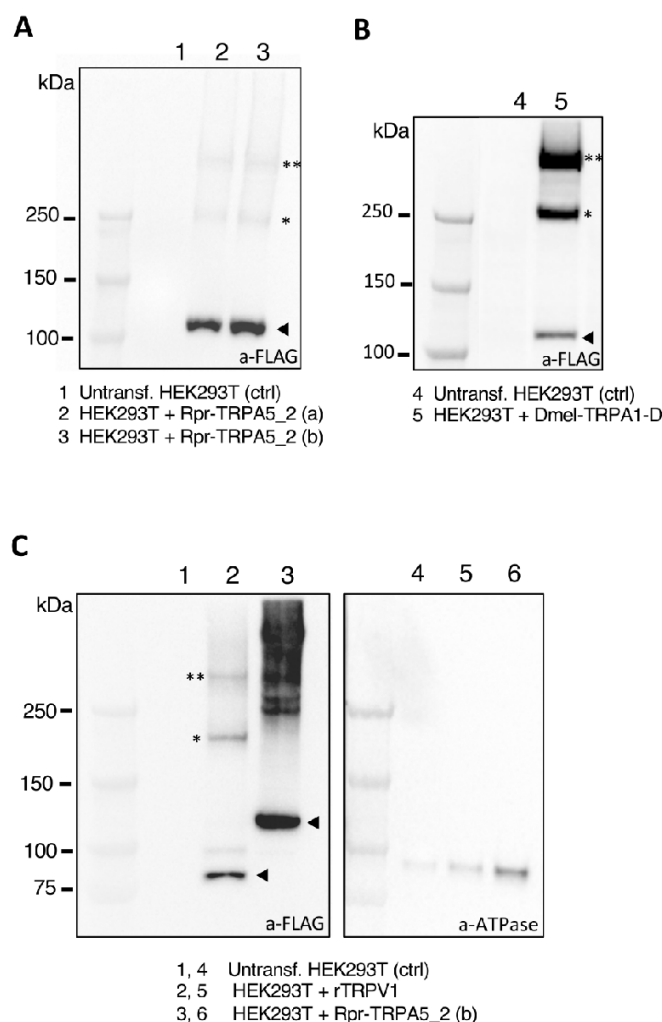 A
1 2 3
kDa
**
250
*
150
100
a-FLAG
1 Untransf. HEK293T (ctrl)
2 HEK293T + Rpr-TRPA5_2 (a)
3 HEK293T + Rpr-TRPA5_2 (b)
B
4 5
kDa
**
250
*
150
100
a-FLAG
4 Untransf. HEK293T (ctrl)
5 HEK293T + Dmel-TRPA1-D
C
1 2 3
4 5 6
kDa
**
250
*
150
100
75
a-FLAG
a-ATPase
1, 4 Untransf. HEK293T (ctrl)
2, 5 HEK293T + rTRPV1
3, 6 HEK293T + Rpr-TRPA5_2 (b)